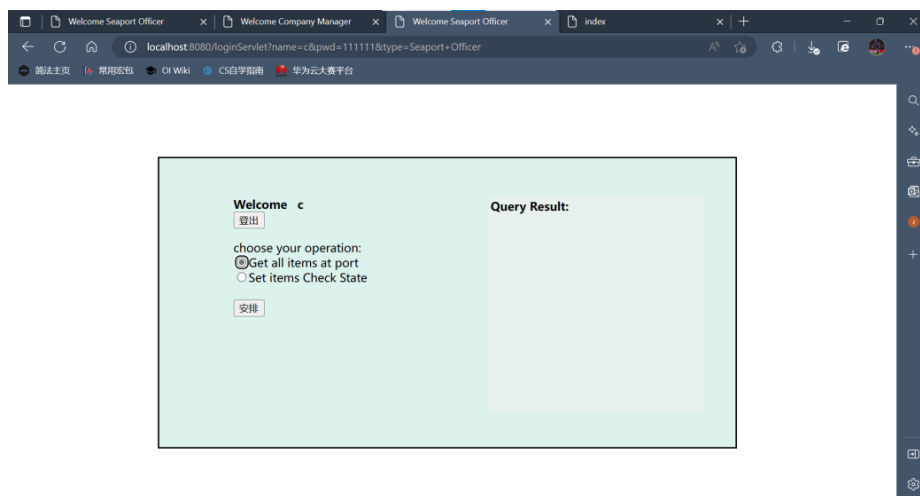 Welcome Seaport Officer
Welcome Company Manager
Welcome Seaport Officer
index
localhost:8080/loginServlet?name=c&pwd=111111&type=Seaport+Officer
简法主页
常用宏包
OI Wiki
CS自学指南
华为云大赛平台
Welcome c
登出
choose your operation:
Get all items at port
Set items Check State
安排
Query Result: